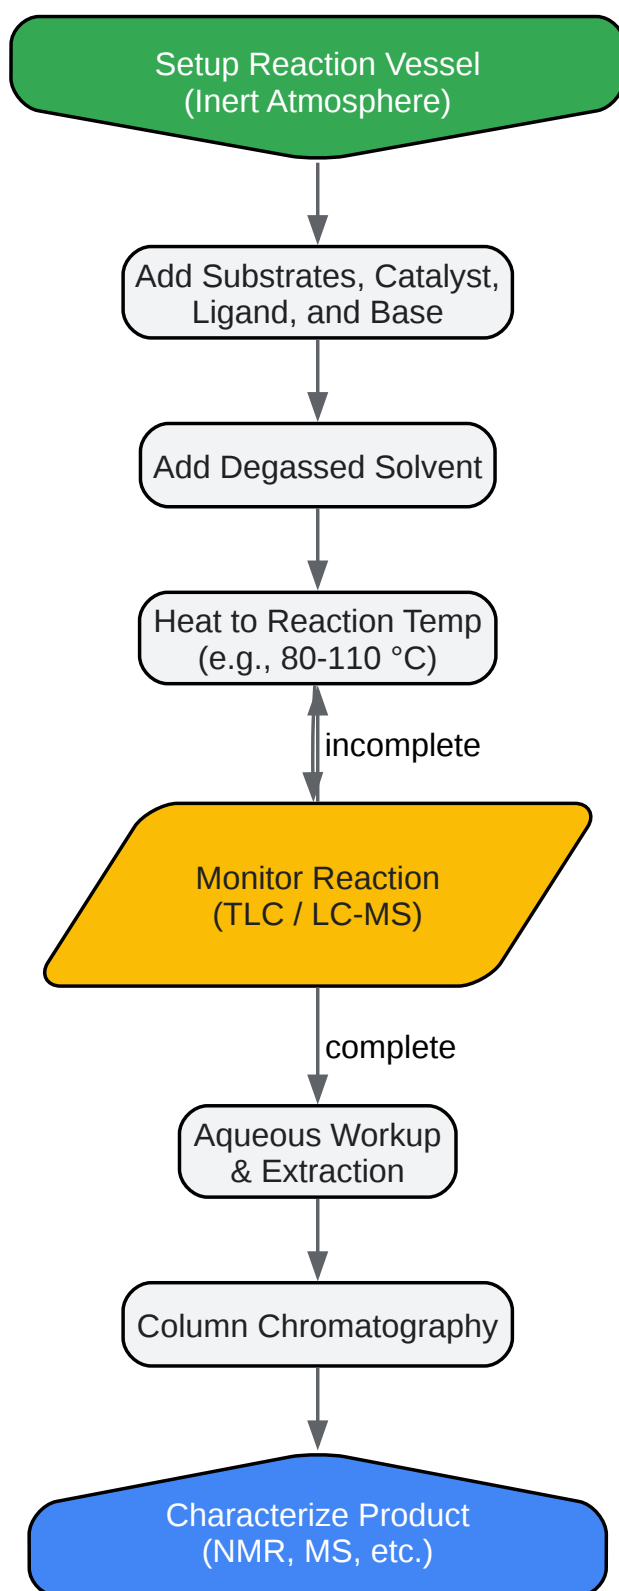 Setup Reaction Vessel
(Inert Atmosphere)
Add Substrates, Catalyst,
Ligand, and Base
Add Degassed Solvent
Heat to Reaction Temp
(e.g., 80-110 °C)
incomplete
Monitor Reaction
(TLC / LC-MS)
complete
Aqueous Workup
& Extraction
Column Chromatography
Characterize Product
(NMR, MS, etc.)